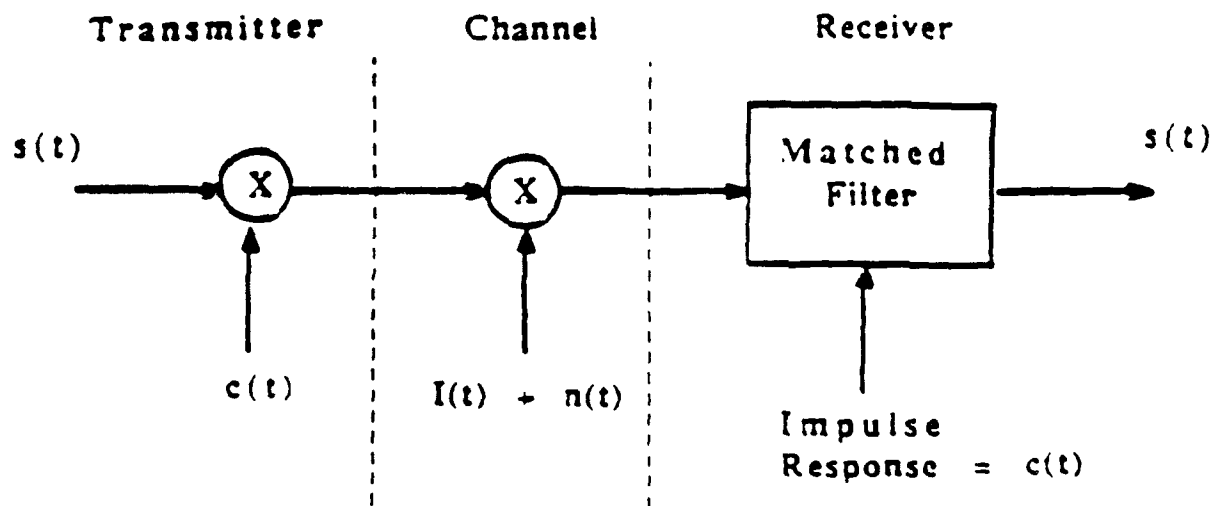 Transmitter Channel Receiver
s(t) X X Matched Filter s(t)
c(t)
I(t) + n(t)
Impulse
Response = c(t)